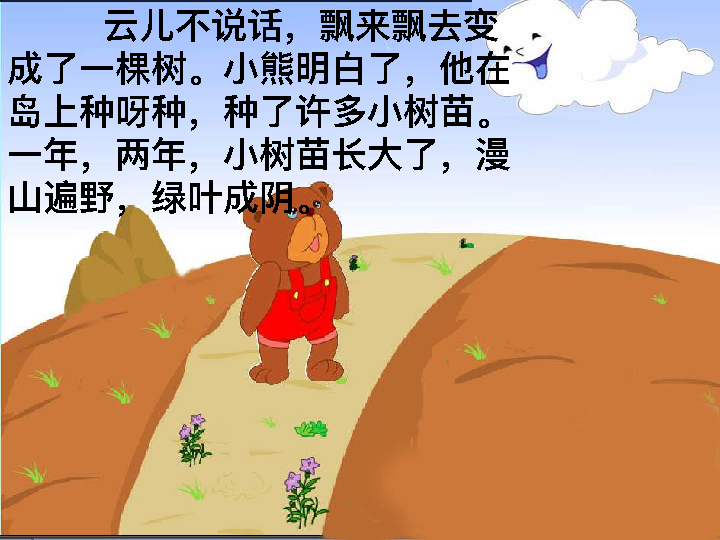 云儿不说话，飘来飘去变
成了一棵树。小熊明白了，他在
岛上种呀种，种了许多小树苗。
一年，两年，小树苗长大了，漫
山遍野，绿叶成阴。